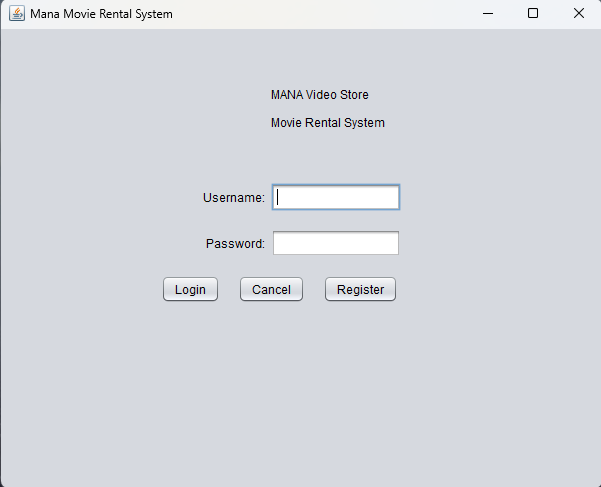 Mana Movie Rental System
MANA Video Store
Movie Rental System
Username:
Password:
Login Cancel Register